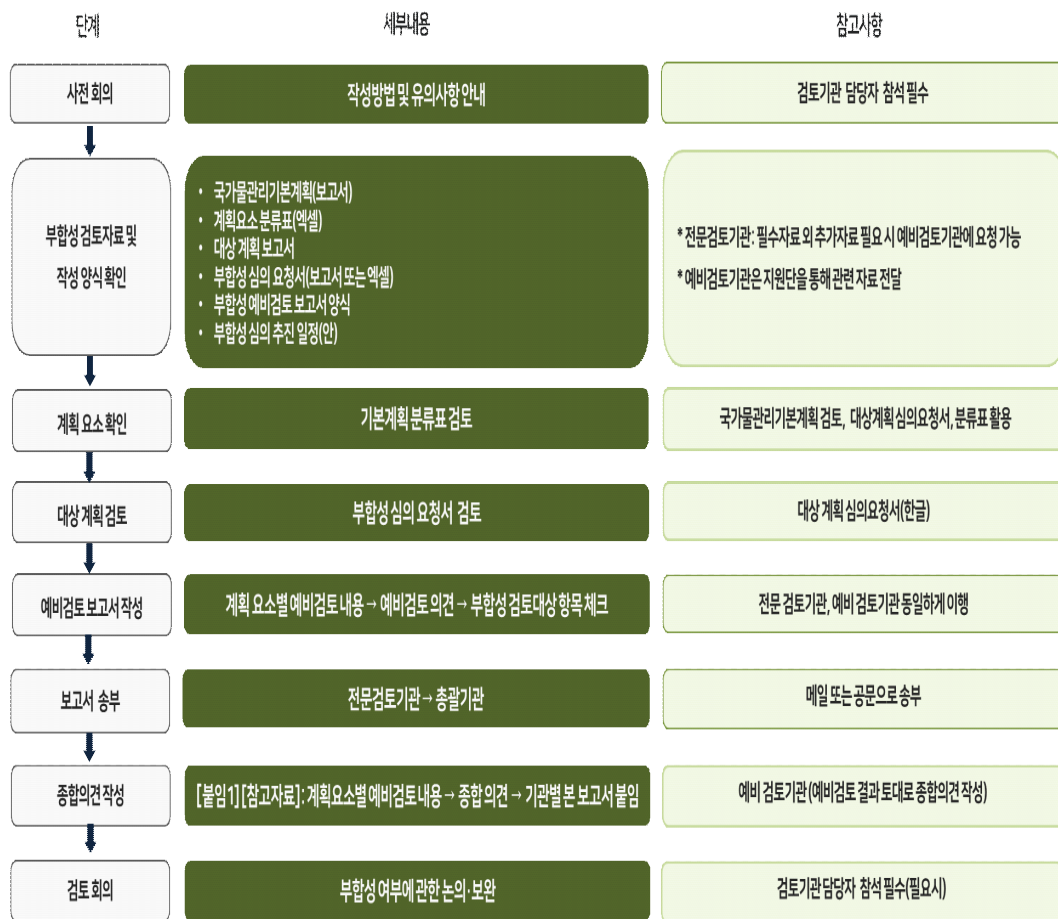 단계
세부내용
참고사항
사전 회의
작성방법 및 유의사항 안내
검토기관 담당자 참석 필수
부합성 검토자료 및
작성 양식 확인
• 국가물관리기본계획(보고서)
• 계획요소 분류표(엑셀)
• 대상 계획 보고서
• 부합성 심의 요청서(보고서 또는 엑셀)
• 부합성 예비검토 보고서 양식
• 부합성 심의 추진 일정(안)
* 전문검토기관: 필수자료 외 추가자료 필요 시 예비검토기관에 요청 가능
* 예비검토기관은 지원단을 통해 관련 자료 전달
계획 요소 확인
기본계획 분류표 검토
국가물관리기본계획 검토, 대상계획 심의요청서, 분류표 활용
대상 계획 검토
부합성 심의 요청서 검토
대상 계획 심의요청서(한글)
예비검토 보고서 작성
계획 요소별 예비검토 내용 → 예비검토 의견 → 부합성 검토대상 항목 체크
전문 검토기관, 예비 검토기관 동일하게 이행
보고서 송부
전문검토기관 → 총괄기관
메일 또는 공문으로 송부
종합의견 작성
[붙임1] [참고자료] : 계획요소별 예비검토 내용 → 종합 의견 → 기관별 본 보고서 붙임
예비 검토기관 (예비검토 결과 토대로 종합의견 작성)
검토 회의
부합성 여부에 관한 논의·보완
검토기관 담당자 참석 필수(필요시)